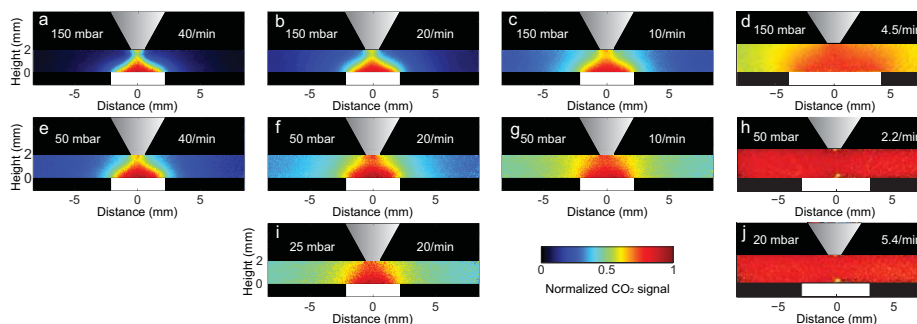 a 150 mbar 40/min
b 150 mbar 20/min
c 150 mbar 10/min
d 150 mbar 4.5/min
Height (mm)
2
0
-5 0 5
Distance (mm)
-5 0 5
Distance (mm)
-5 0 5
Distance (mm)
−5 0 5
Distance (mm)
e 50 mbar 40/min
f 50 mbar 20/min
g 50 mbar 10/min
h 50 mbar 2.2/min
Height (mm)
2
0
-5 0 5
Distance (mm)
-5 0 5
Distance (mm)
-5 0 5
Distance (mm)
−5 0 5
Distance (mm)
i 25 mbar 20/min
j 20 mbar 5.4/min
Height (mm)
2
0
-5 0 5
Distance (mm)
0 0.5 1
Normalized CO₂ signal
−5 0 5
Distance (mm)